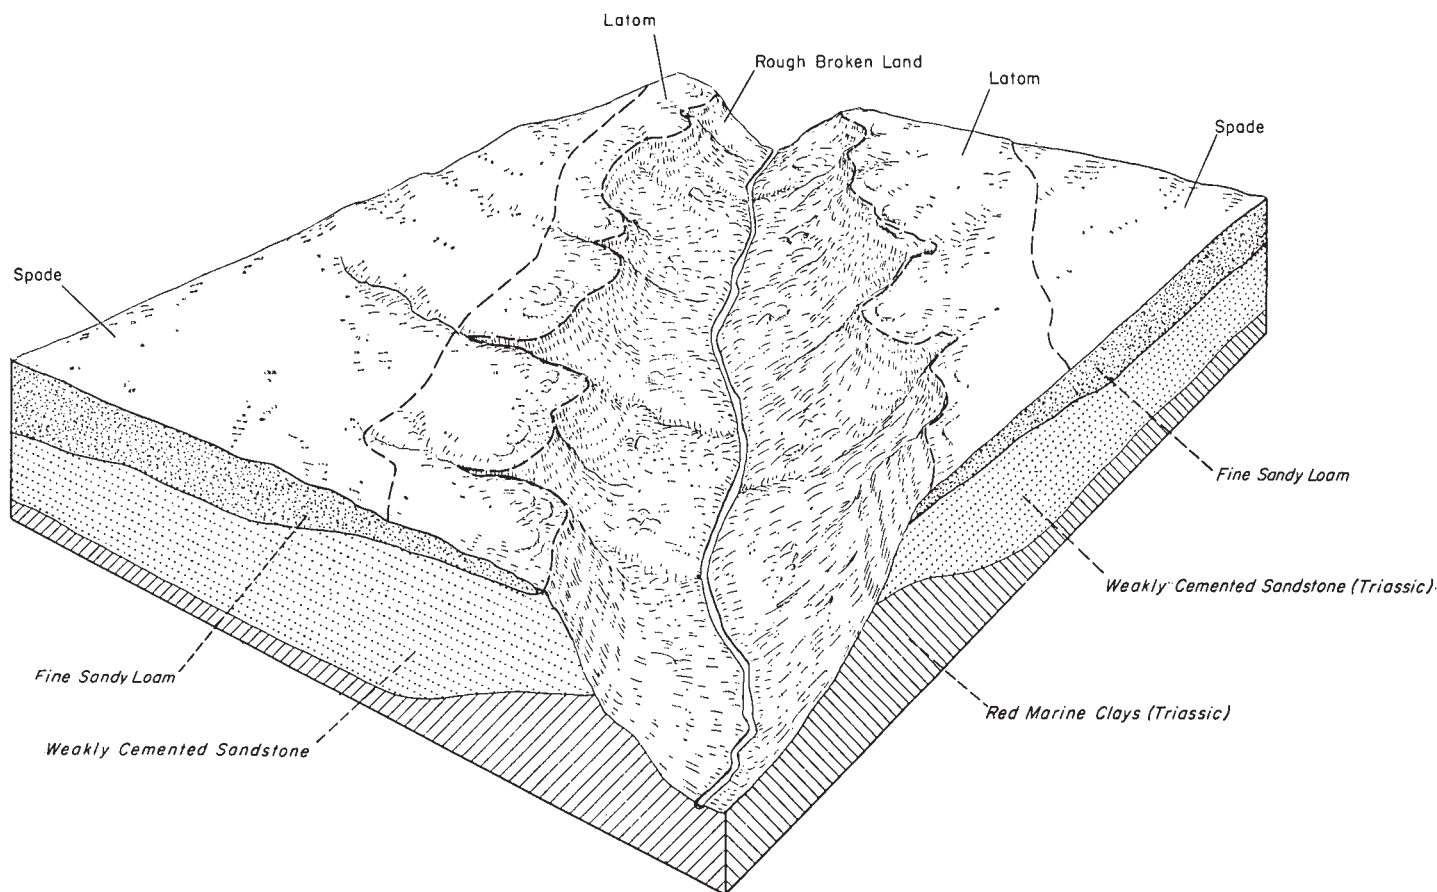 Latom
Rough Broken Land
Latom
Spade
Spade
Fine Sandy Loam
Weakly Cemented Sandstone (Triassic)
Fine Sandy Loam
Red Marine Clays (Triassic)
Weakly Cemented Sandstone